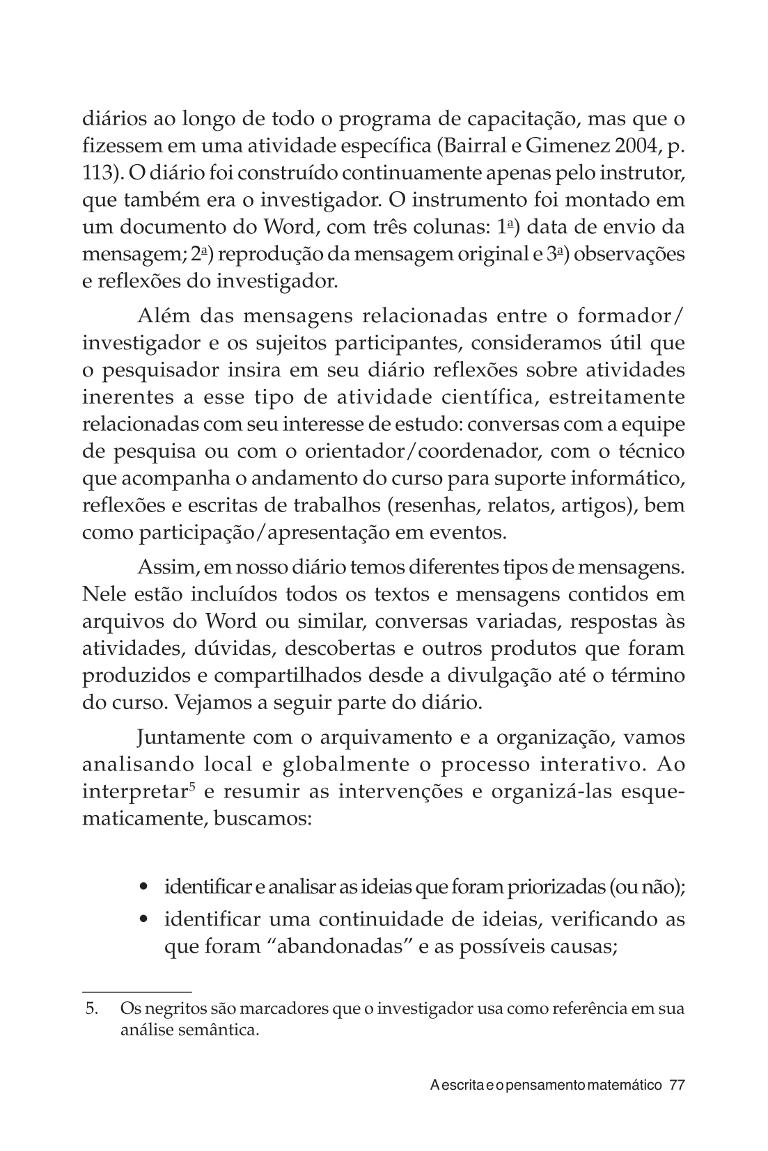 diários ao longo de todo o programa de capacitação, mas que o
fizessem em uma atividade específica (Bairral e Gimenez 2004, p.
113). O diário foi construído continuamente apenas pelo instrutor,
que também era o investigador. O instrumento foi montado em
um documento do Word, com três colunas: 1ª) data de envio da
mensagem; 2ª) reprodução da mensagem original e 3ª) observações
e reflexões do investigador.
Além das mensagens relacionadas entre o formador/
investigador e os sujeitos participantes, consideramos útil que
o pesquisador insira em seu diário reflexões sobre atividades
inerentes a esse tipo de atividade científica, estreitamente
relacionadas com seu interesse de estudo: conversas com a equipe
de pesquisa ou com o orientador/coordenador, com o técnico
que acompanha o andamento do curso para suporte informático,
reflexões e escritas de trabalhos (resenhas, relatos, artigos), bem
como participação/apresentação em eventos.
Assim, em nosso diário temos diferentes tipos de mensagens.
Nele estão incluídos todos os textos e mensagens contidos em
arquivos do Word ou similar, conversas variadas, respostas às
atividades, dúvidas, descobertas e outros produtos que foram
produzidos e compartilhados desde a divulgação até o término
do curso. Vejamos a seguir parte do diário.
Juntamente com o arquivamento e a organização, vamos
analisando local e globalmente o processo interativo. Ao
interpretar⁵ e resumir as intervenções e organizá-las esque-
maticamente, buscamos:
• identificar e analisar as ideias que foram priorizadas (ou não);
• identificar uma continuidade de ideias, verificando as
que foram “abandonadas” e as possíveis causas;
5. Os negritos são marcadores que o investigador usa como referência em sua
análise semântica.
A escrita e o pensamento matemático 77